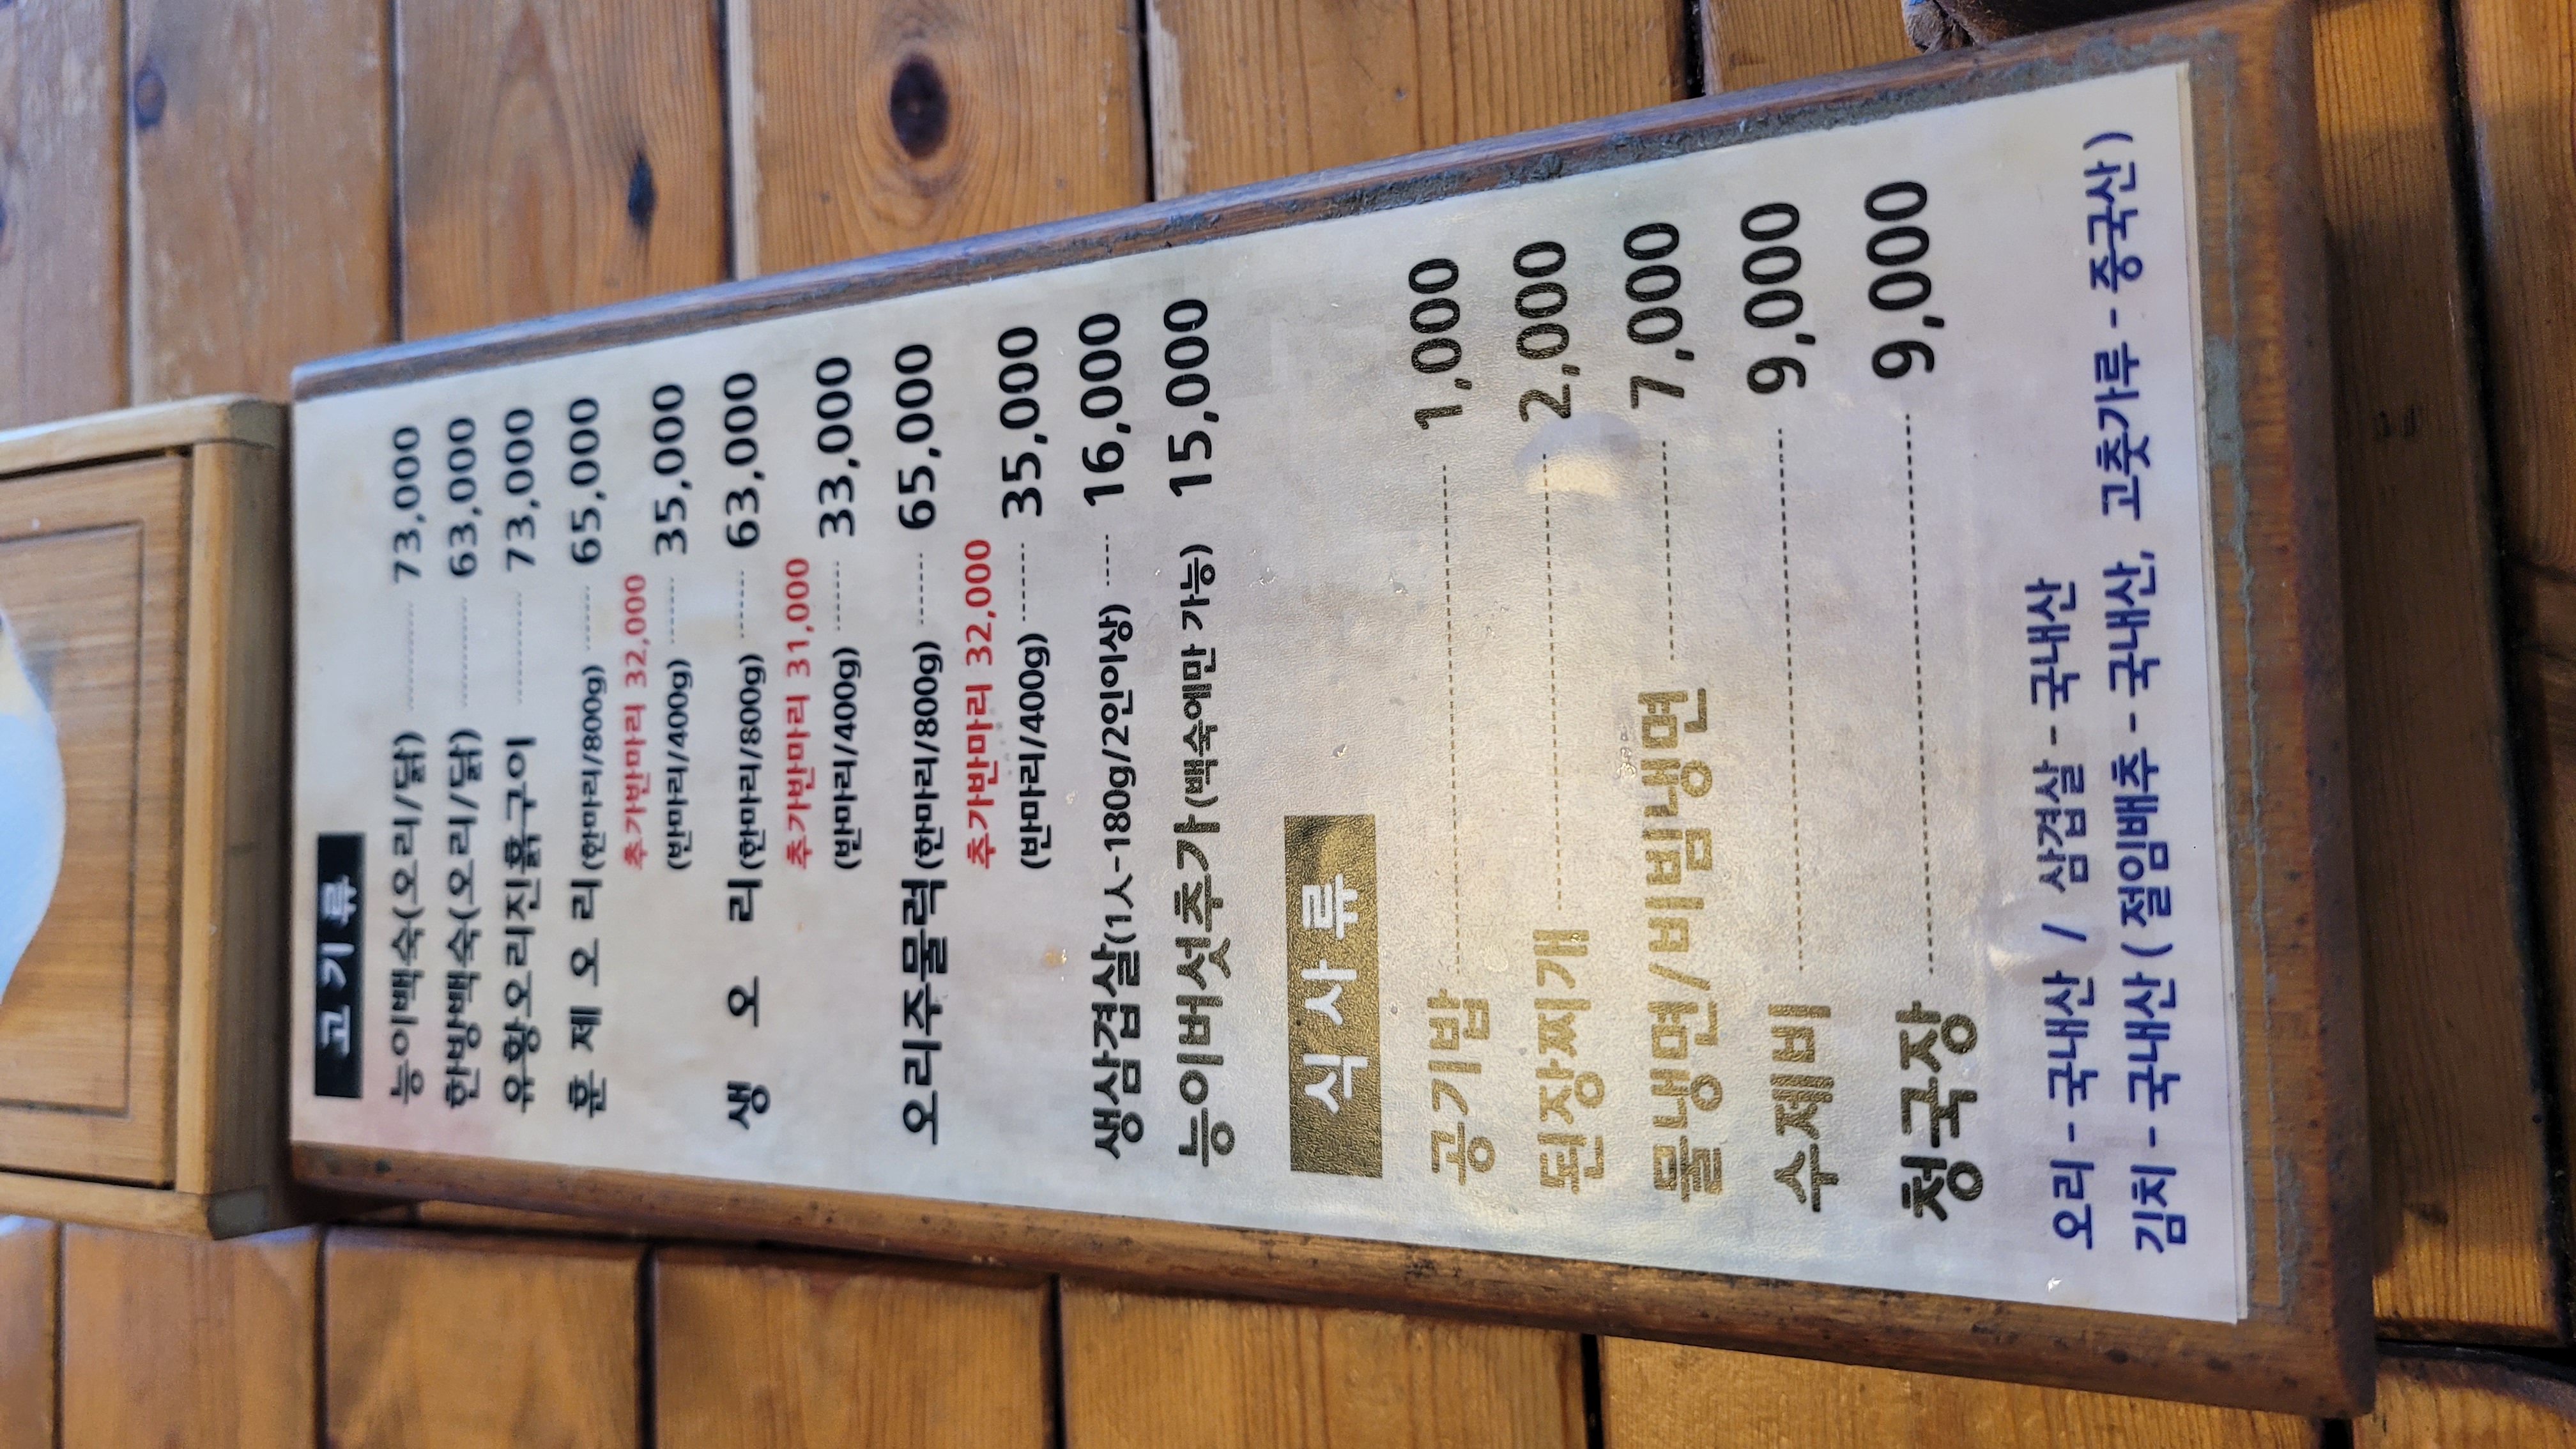 고기류
능이백숙(오리/닭) 73,000
한방백숙(오리/닭) 63,000
유황오리진흙구이 73,000
훈제오리(한마리/800g) 65,000
추가반마리 32,000
(반마리/400g) 35,000
생오리(한마리/800g) 63,000
추가반마리 31,000
(반마리/400g) 33,000
오리주물럭(한마리/800g) 65,000
추가반마리 32,000
(반마리/400g) 35,000
생삼겹살(1人-180g/2인이상) 16,000
능이버섯추가(백숙에만 가능) 15,000
식사류
공기밥 1,000
된장찌개 2,000
물냉면/비빔냉면 7,000
수제비 9,000
청국장 9,000
오리 - 국내산 / 삼겹살 - 국내산
김치 - 국내산 ( 절임배추 - 국내산, 고춧가루 - 중국산 )